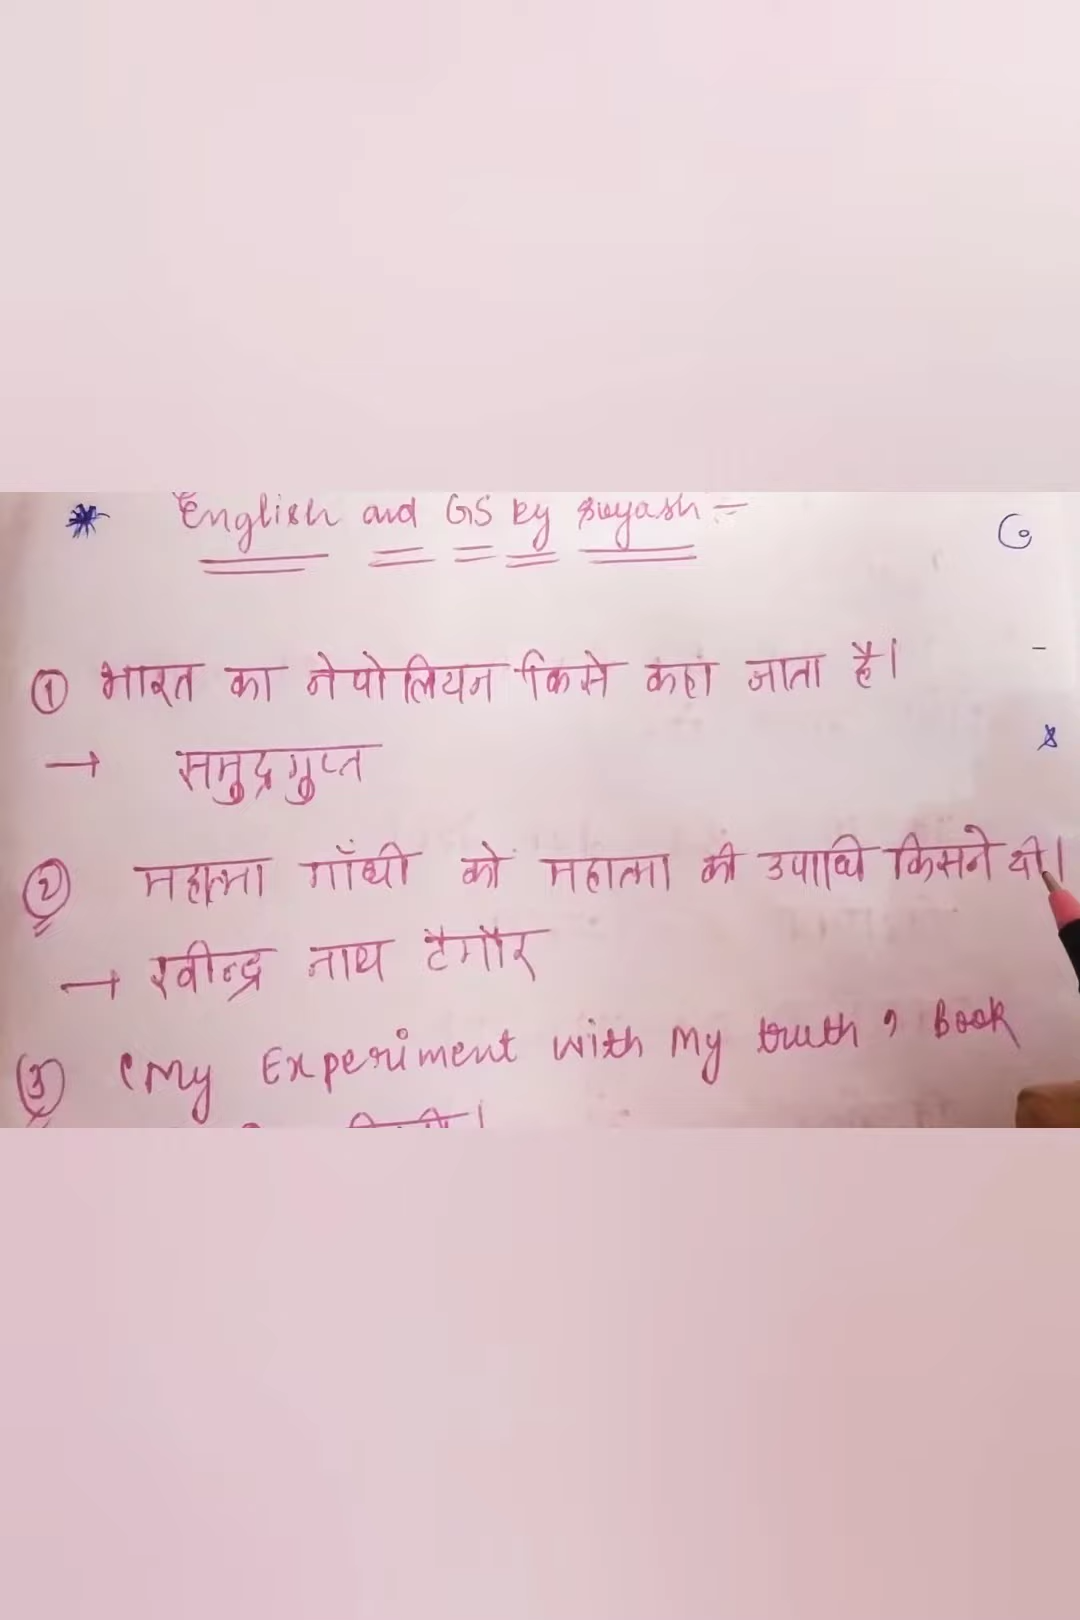 English and GS by suyash :-
① भारत का नेपोलियन किसे कहा जाता है।
→ समुद्रगुप्त
② महात्मा गाँधी को महात्मा की उपाधि किसने दी।
→ रवीन्द्र नाथ टैगोर
③ "My Experiment with my truth" Book